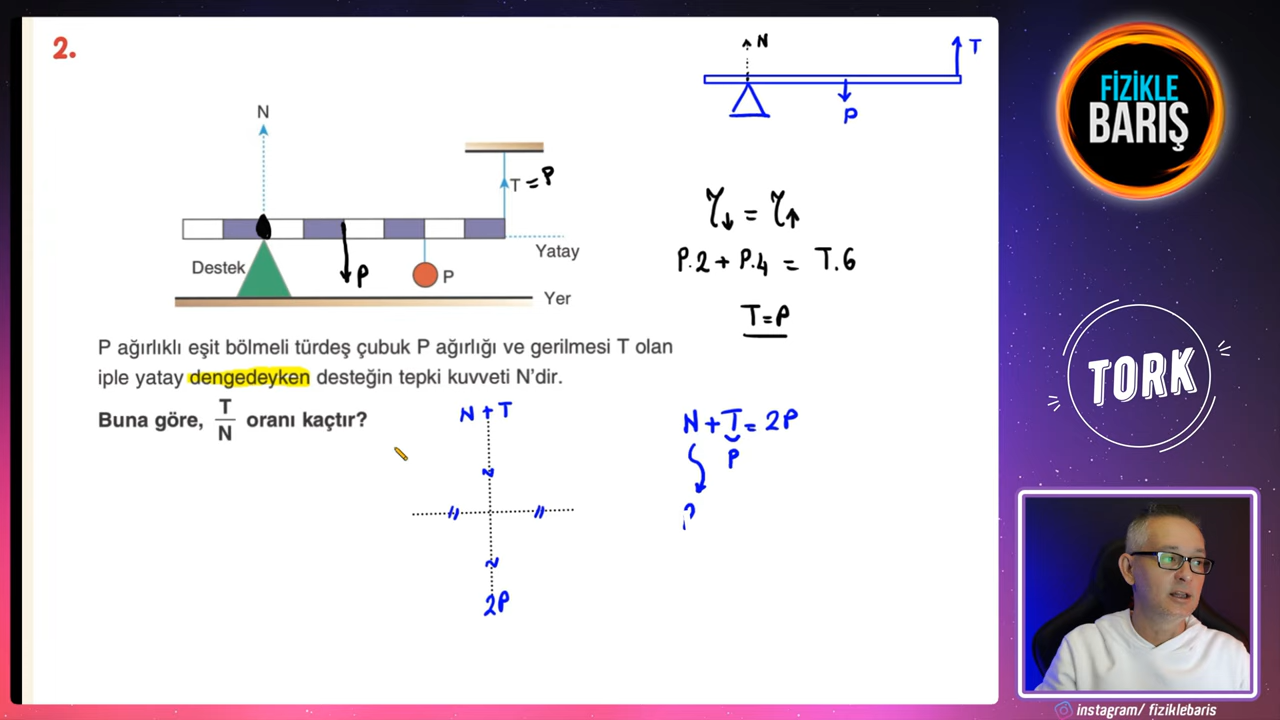 2.
N
T = P
Yatay
Destek
P
P
Yer
P ağırlıklı eşit bölmeli türdeş çubuk P ağırlığı ve gerilmesi T olan
iple yatay dengedeyken desteğin tepki kuvveti N'dir.
Buna göre, T/N oranı kaçtır?
N + T
2P
N
T
P
τ↓ = τ↑
P.2 + P.4 = T.6
T = P
N + T = 2P
P
P
FİZİKLE
BARIŞ
TORK
instagram/ fiziklebaris